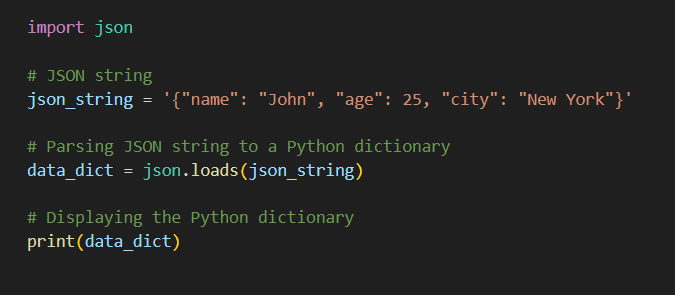 import json
# JSON string
json_string = '{"name": "John", "age": 25, "city": "New York"}'
# Parsing JSON string to a Python dictionary
data_dict = json.loads(json_string)
# Displaying the Python dictionary
print(data_dict)